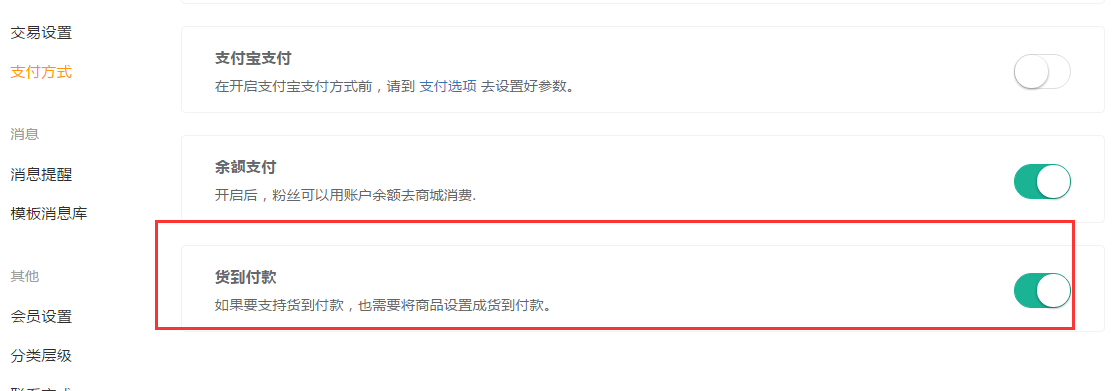 交易设置
支付方式
消息
消息提醒
模板消息库
其他
会员设置
分类层级
支付宝支付
在开启支付宝支付方式前，请到 支付选项 去设置好参数。
余额支付
开启后，粉丝可以用账户余额去商城消费.
货到付款
如果要支持货到付款，也需要将商品设置成货到付款。